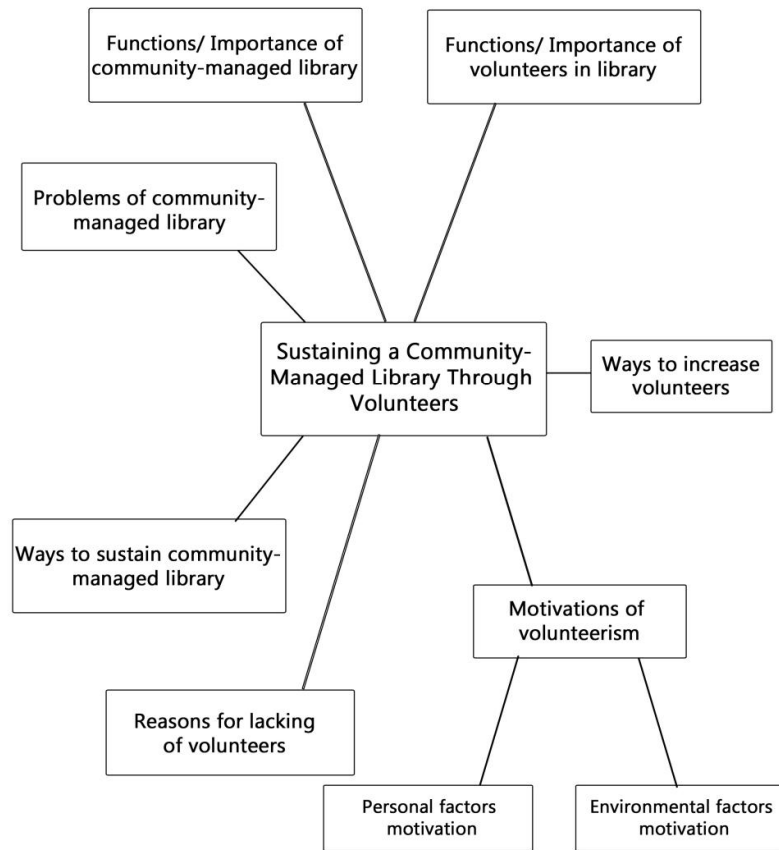 Functions/ Importance of
community-managed library
Functions/ Importance of
volunteers in library
Problems of community-
managed library
Sustaining a Community-
Managed Library Through
Volunteers
Ways to increase
volunteers
Ways to sustain community-
managed library
Motivations of
volunteerism
Reasons for lacking
of volunteers
Personal factors
motivation
Environmental factors
motivation